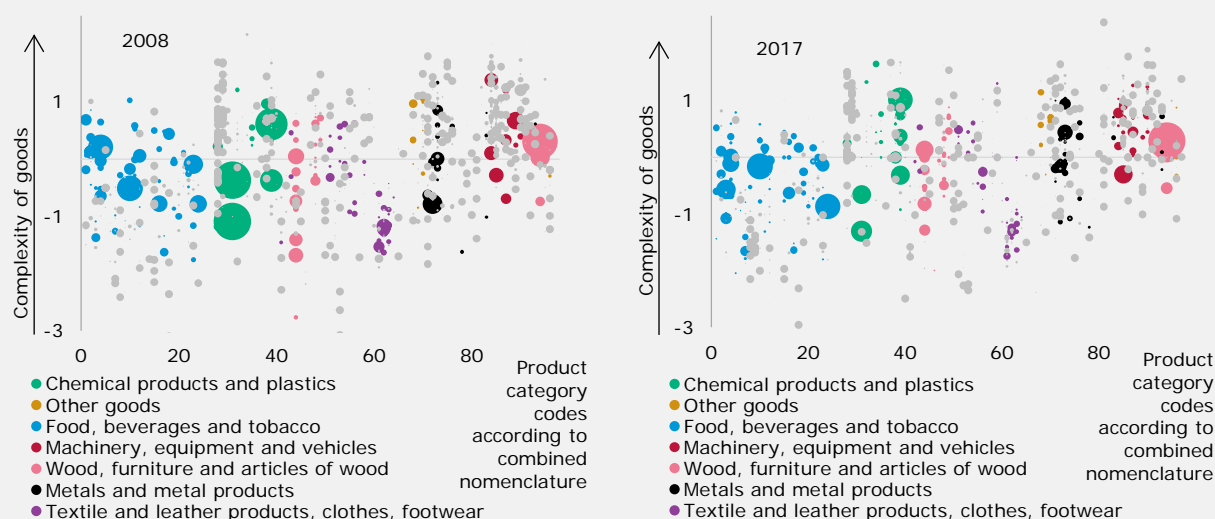 2008
Complexity of goods
1
-1
-3
0 20 40 60 80
Product
category
codes
according to
combined
nomenclature
Chemical products and plastics
Other goods
Food, beverages and tobacco
Machinery, equipment and vehicles
Wood, furniture and articles of wood
Metals and metal products
Textile and leather products, clothes, footwear
2017
Complexity of goods
1
-1
-3
0 20 40 60 80
Product
category
codes
according to
combined
nomenclature
Chemical products and plastics
Other goods
Food, beverages and tobacco
Machinery, equipment and vehicles
Wood, furniture and articles of wood
Metals and metal products
Textile and leather products, clothes, footwear